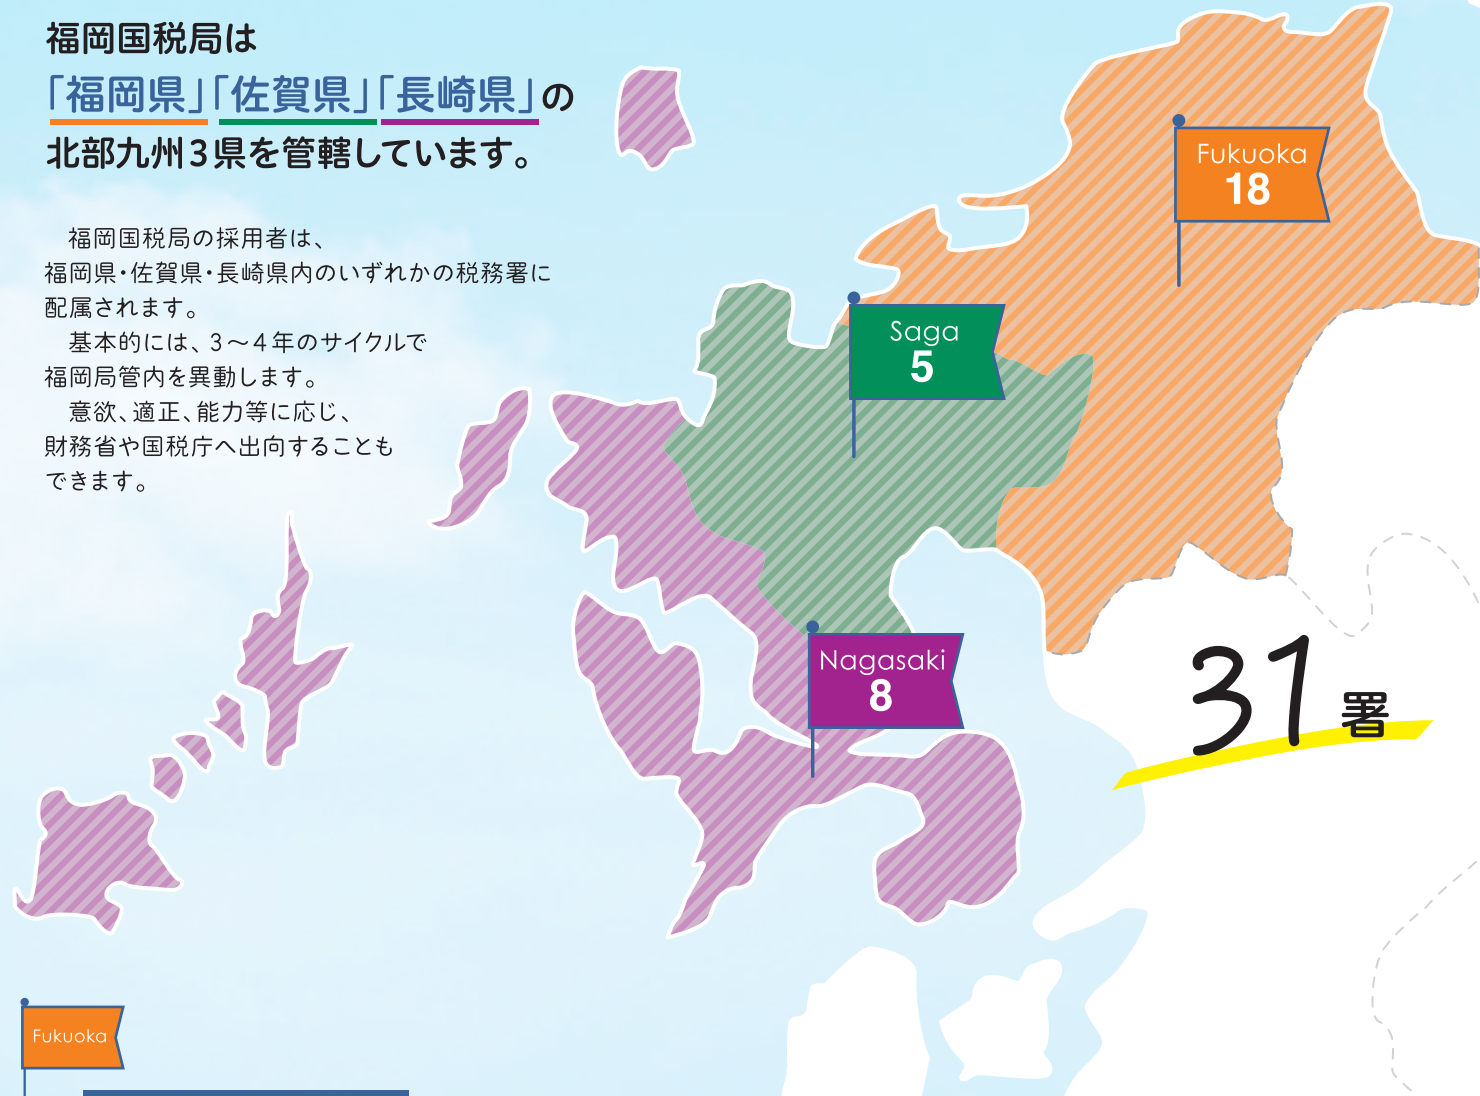 福岡国税局は
「福岡県」「佐賀県」「長崎県」の
北部九州3県を管轄しています。
福岡国税局の採用者は、
福岡県・佐賀県・長崎県内のいずれかの税務署に
配属されます。
基本的には、3〜4年のサイクルで
福岡局管内を異動します。
意欲、適正、能力等に応じ、
財務省や国税庁へ出向することも
できます。
Fukuoka
18
Saga
5
Nagasaki
8
31署
Fukuoka